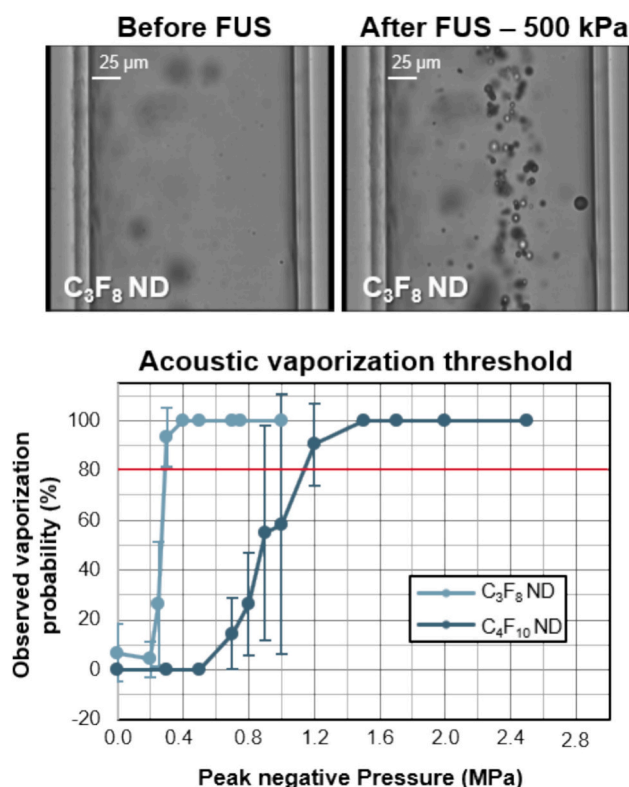 Before FUS
After FUS – 500 kPa
25 µm
25 µm
C₃F₈ ND
C₃F₈ ND
Acoustic vaporization threshold
Observed vaporization
probability (%)
100
80
60
40
20
0
-20
C₃F₈ ND
C₄F₁₀ ND
0.0 0.4 0.8 1.2 1.6 2.0 2.4 2.8
Peak negative Pressure (MPa)